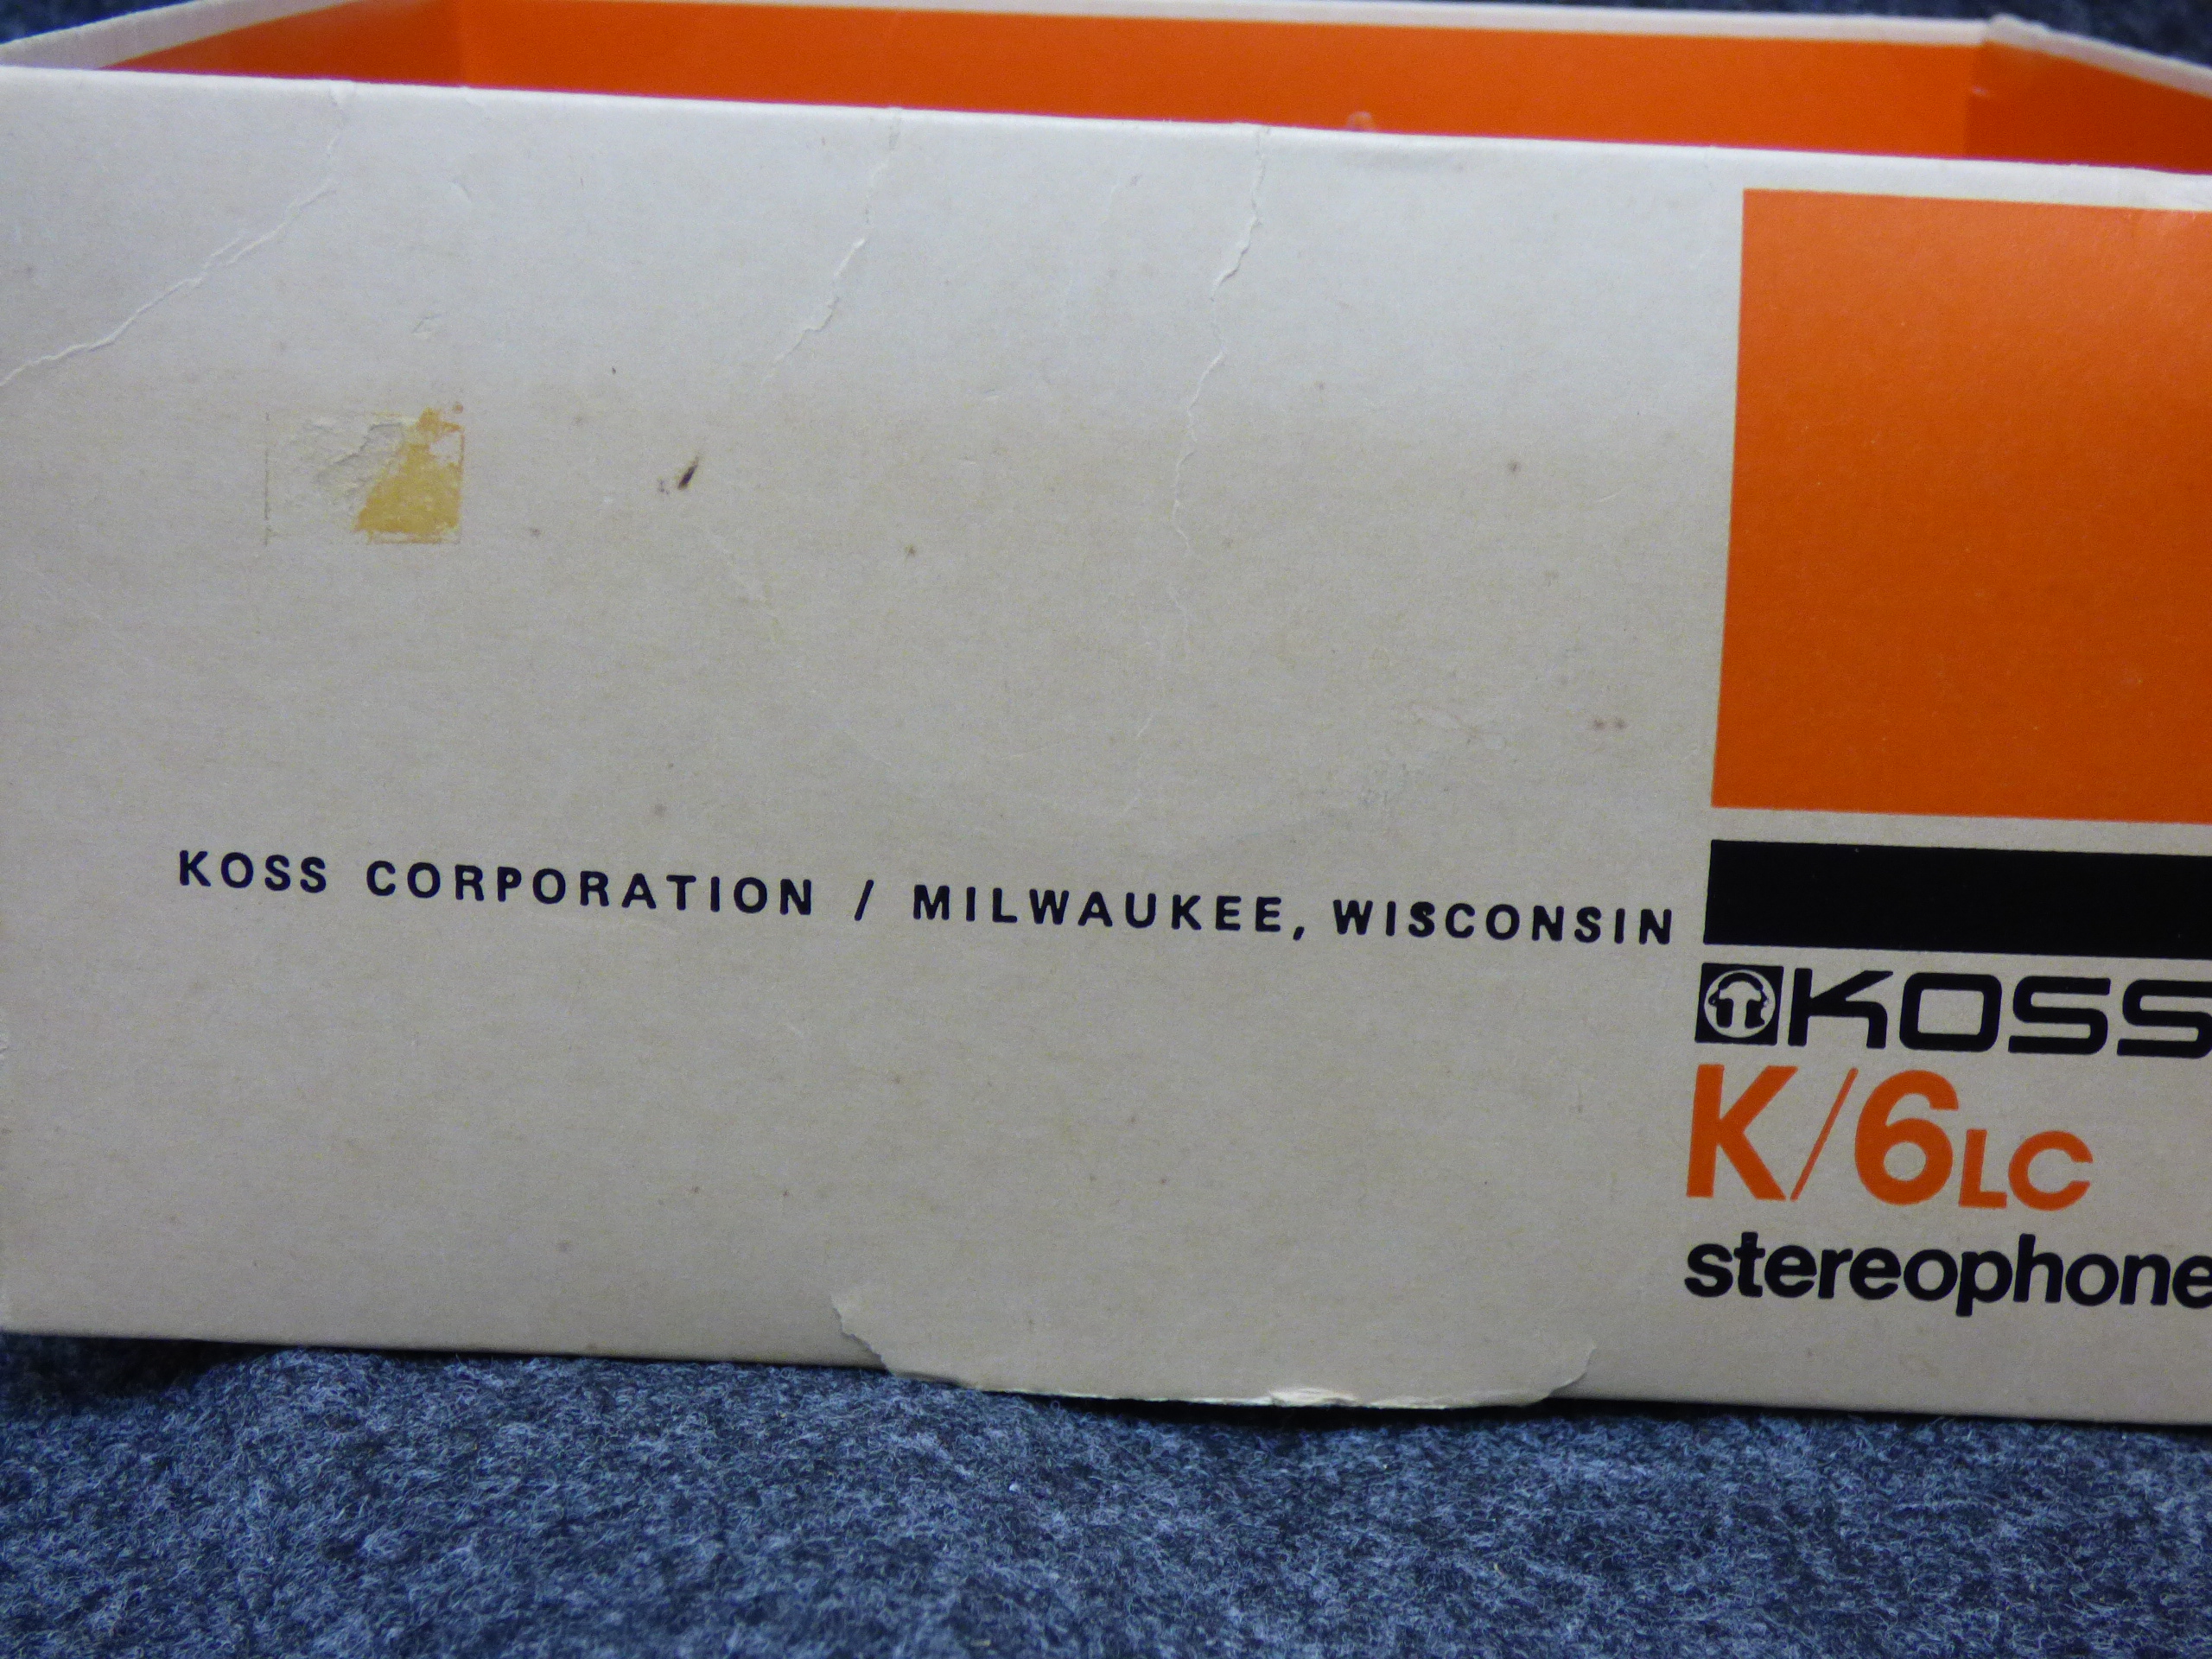 KOSS CORPORATION / MILWAUKEE, WISCONSIN
KOSS
K/6LC
stereophone